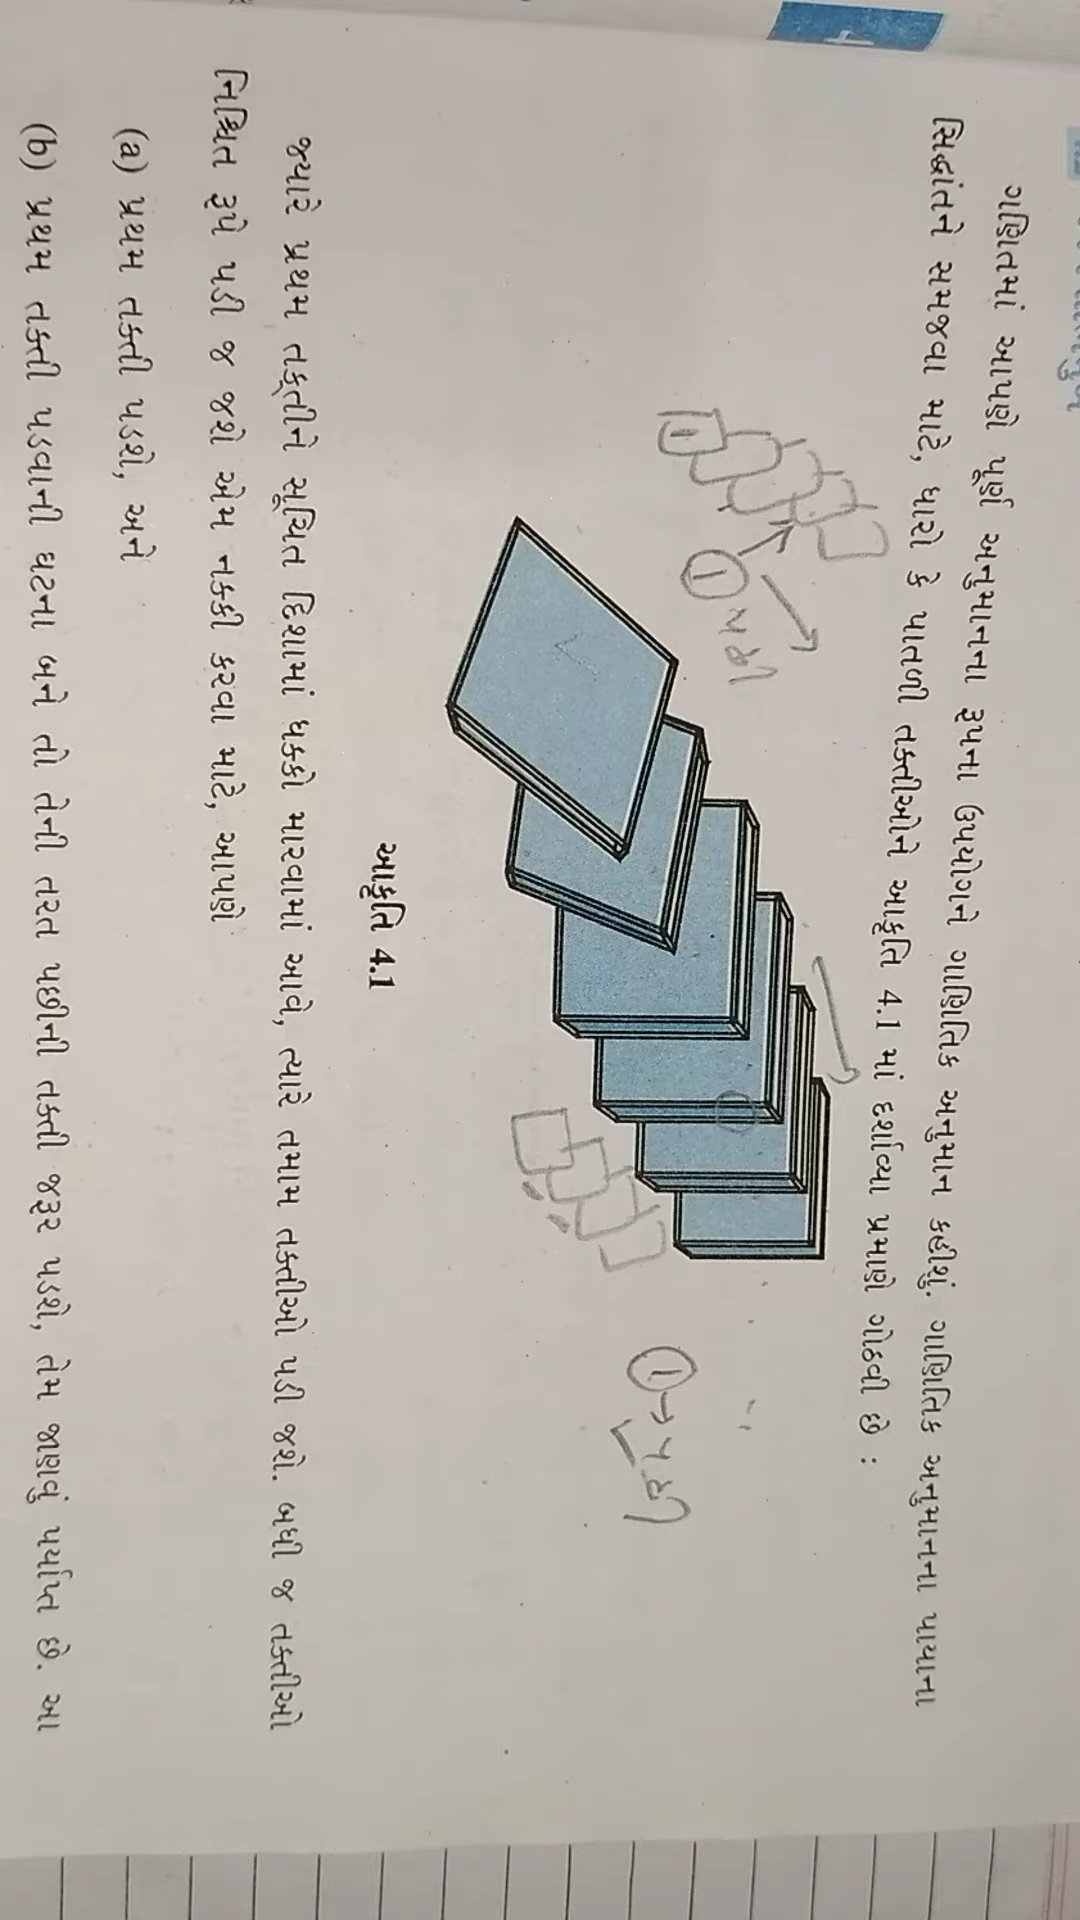 ગણિતમાં આપણે પૂર્ણ અનુમાનના રૂપના ઉપયોગને ગાણિતિક અનુમાન કહીશું. ગાણિતિક અનુમાનના પાયાના
સિદ્ધાંતને સમજવા માટે, ધારો કે પાતળી તક્તીઓને આકૃતિ 4.1 માં દર્શાવ્યા પ્રમાણે ગોઠવી છે :
1
1
આકૃતિ 4.1
જ્યારે પ્રથમ તક્તીને સૂચિત દિશામાં ધક્કો મારવામાં આવે, ત્યારે તમામ તક્તીઓ પડી જશે. બધી જ તક્તીઓ
નિશ્ચિત રૂપે પડી જ જશે એમ નક્કી કરવા માટે, આપણે
(a) પ્રથમ તક્તી પડશે, અને
(b) પ્રથમ તક્તી પડવાની ઘટના બને તો તેની તરત પછીની તક્તી જરૂર પડશે, તેમ જાણવું પર્યાપ્ત છે. આ